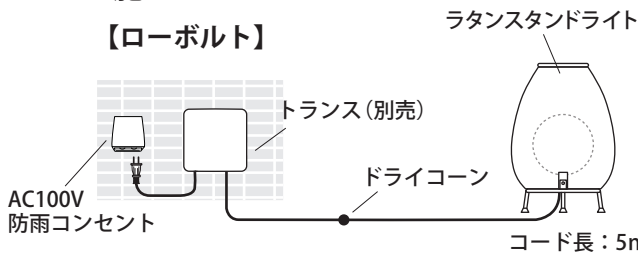 【ローボルト】
ラタンスタンドライト
トランス（別売）
ドライコーン
AC100V
防雨コンセント
コード長：5m